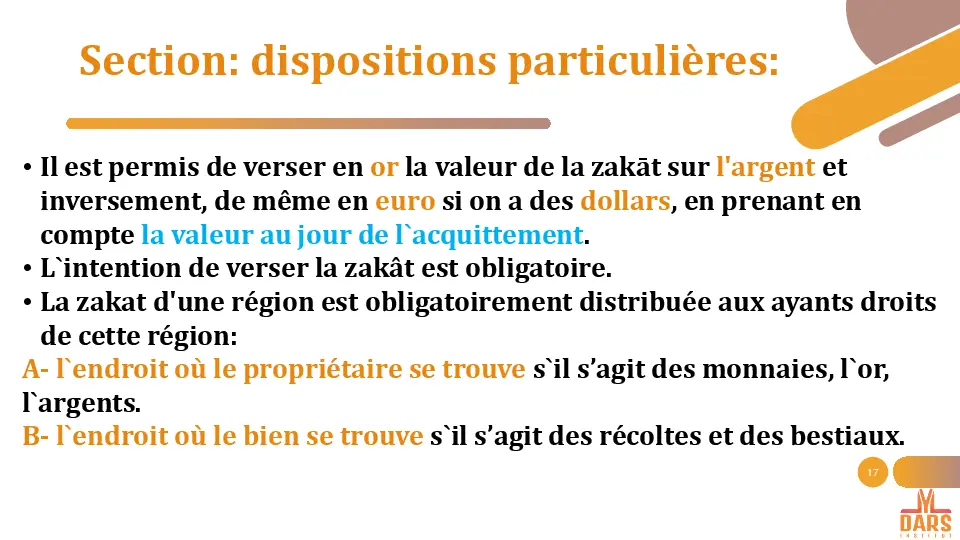 Section: dispositions particulières:
• Il est permis de verser en or la valeur de la zakāt sur l'argent et
inversement, de même en euro si on a des dollars, en prenant en
compte la valeur au jour de l`acquittement.
• L`intention de verser la zakât est obligatoire.
• La zakat d'une région est obligatoirement distribuée aux ayants droits
de cette région:
A- l`endroit où le propriétaire se trouve s`il s’agit des monnaies, l`or,
l`argents.
B- l`endroit où le bien se trouve s`il s’agit des récoltes et des bestiaux.
17
DARS
INSTITUT